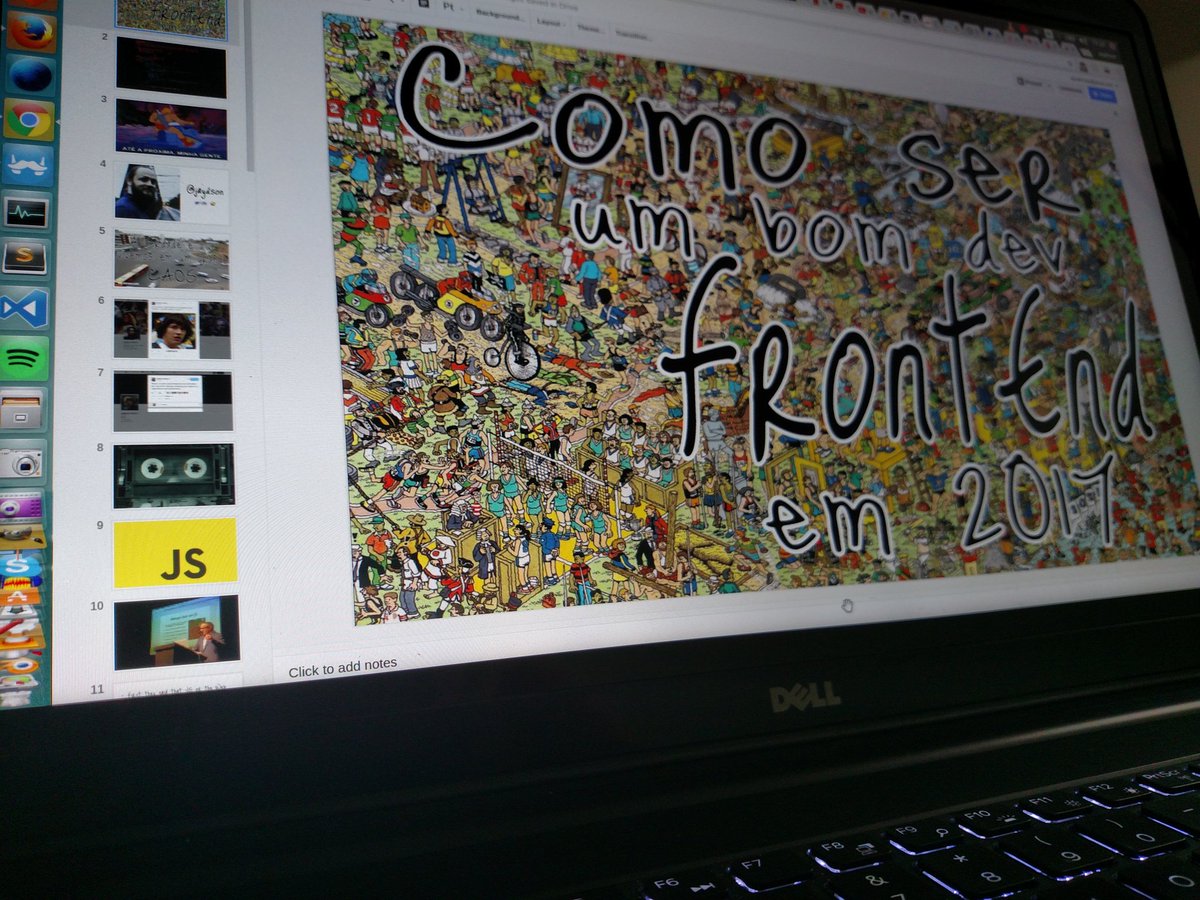 Pt
Background...
Layout
Theme...
Transition...
Como ser
um bom dev
frontEnd
em 2017
2
3
ATÉ A PRÓXIMA, MINHA GENTE
4
@jaydson
5
CAOS
6
7
8
9
JS
10
11
Click to add notes
DELL
PrtScr
F12
F11
F10
F9
F8
F7
F6
* 8
( 9
) 0
& 7